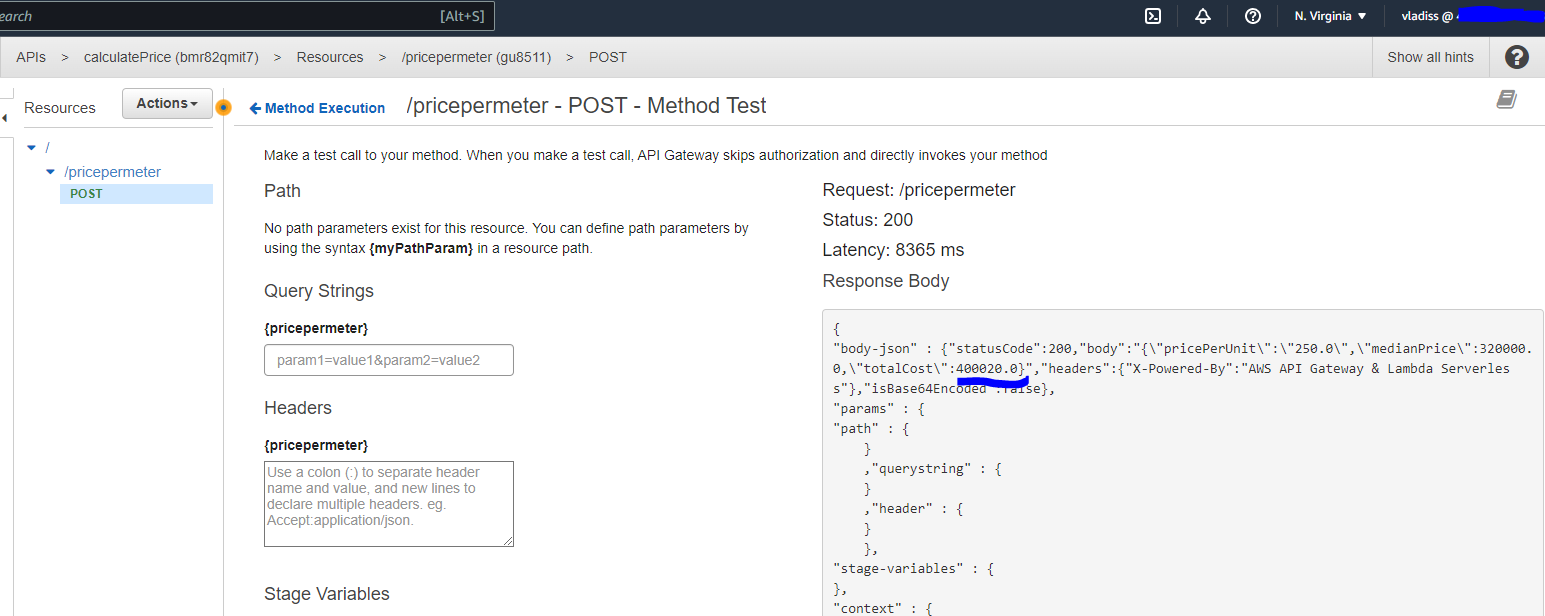 earch [Alt+S] N. Virginia ▼ vladiss @
APIs > calculatePrice (bmr82qmit7) > Resources > /pricepermeter (gu8511) > POST Show all hints ?
Resources
Actions
Method Execution
/pricepermeter - POST - Method Test
/
/pricepermeter
POST
Make a test call to your method. When you make a test call, API Gateway skips authorization and directly invokes your method
Path
No path parameters exist for this resource. You can define path parameters by
using the syntax {myPathParam} in a resource path.
Query Strings
{pricepermeter}
param1=value1&param2=value2
Headers
{pricepermeter}
Use a colon (:) to separate header
name and value, and new lines to
declare multiple headers. eg.
Accept:application/json.
Stage Variables
Request: /pricepermeter
Status: 200
Latency: 8365 ms
Response Body
{
"body-json" : {"statusCode":200,"body":"{\"pricePerUnit\":\"250.0\",\"medianPrice\":320000.
0,\"totalCost\":400020.0}","headers":{"X-Powered-By":"AWS API Gateway & Lambda Serverles
s"},"isBase64Encoded":false},
"params" : {
"path" : {
}
,"querystring" : {
}
,"header" : {
}
},
"stage-variables" : {
},
"context" : {